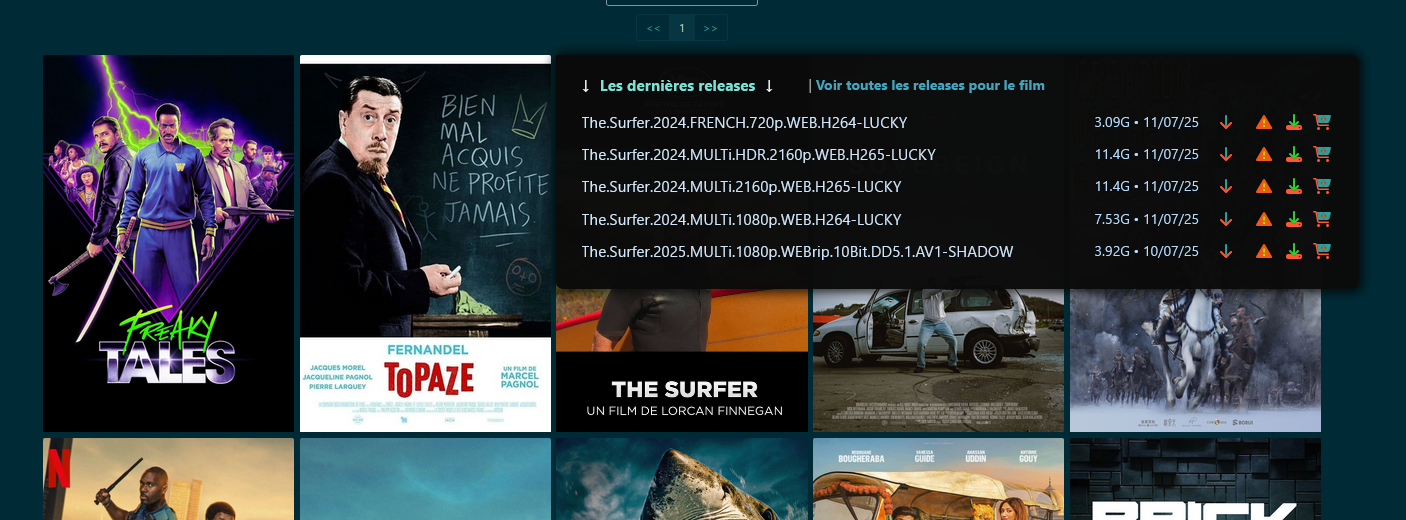 << 1 >>
↓ Les dernières releases ↓ | Voir toutes les releases pour le film
The.Surfer.2024.FRENCH.720p.WEB.H264-LUCKY 3.09G • 11/07/25
The.Surfer.2024.MULTi.HDR.2160p.WEB.H265-LUCKY 11.4G • 11/07/25
The.Surfer.2024.MULTi.2160p.WEB.H265-LUCKY 11.4G • 11/07/25
The.Surfer.2024.MULTi.1080p.WEB.H264-LUCKY 7.53G • 11/07/25
The.Surfer.2025.MULTi.1080p.WEBrip.10Bit.DD5.1.AV1-SHADOW 3.92G • 10/07/25
W
FREAKY
TALES
BIEN
MAL
ACQUIS
NE PROFITE
JAMAIS.
FERNANDEL
JACQUES MOREL
JACQUELINE PAGNOL
PIERRE LARQUEY
TOPAZE
UN FILM DE
MARCEL
PAGNOL
THE SURFER
UN FILM DE LORCAN FINNEGAN
N
BOUGHERABA
VANESSA
GUIDE
KHASSAN
UDDIN
ANTOINE
GOUY
BRICK